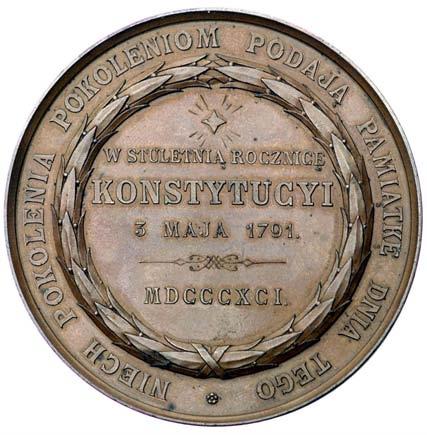 NIECH POKOLENIA POKOLENIOM PODAJĄ PAMIĄTKĘ DNIA TEGO
W STULETNIĄ ROCZNICĘ
KONSTYTUCYI
3 MAJA 1791.
MDCCCXCI.